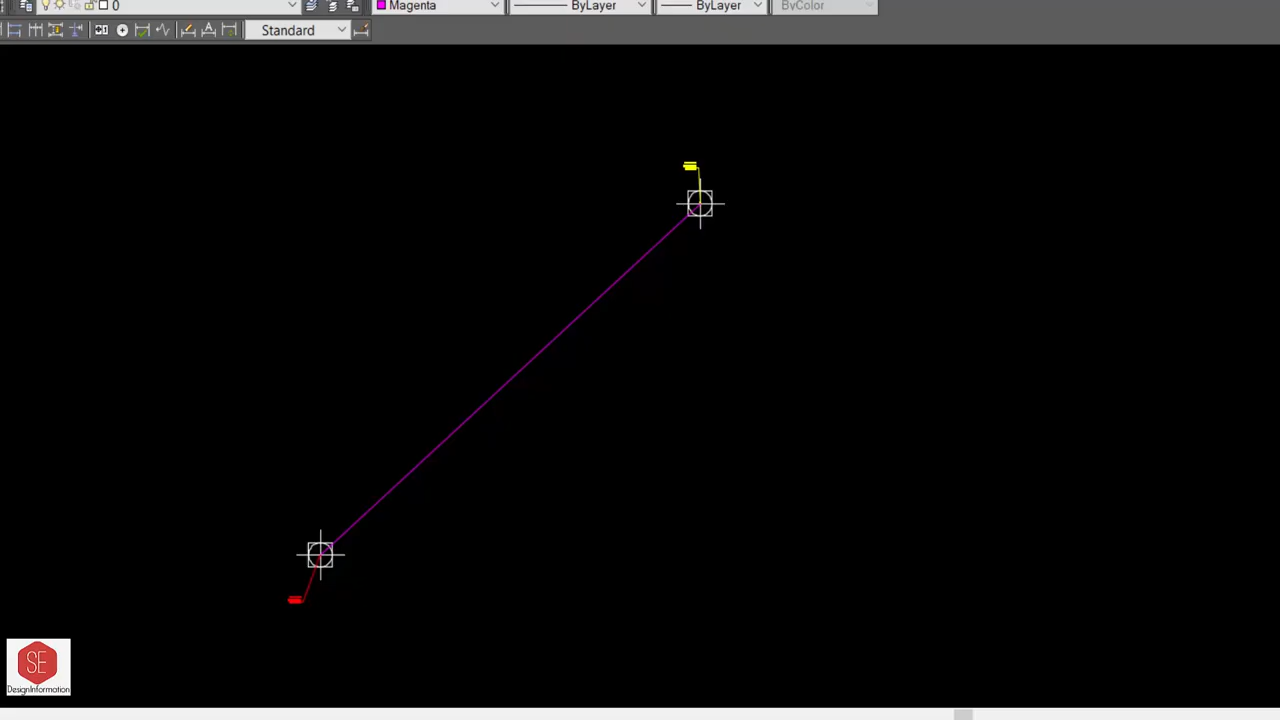 0
Magenta
ByLayer
ByLayer
ByColor
Standard
SE
DesignInformation